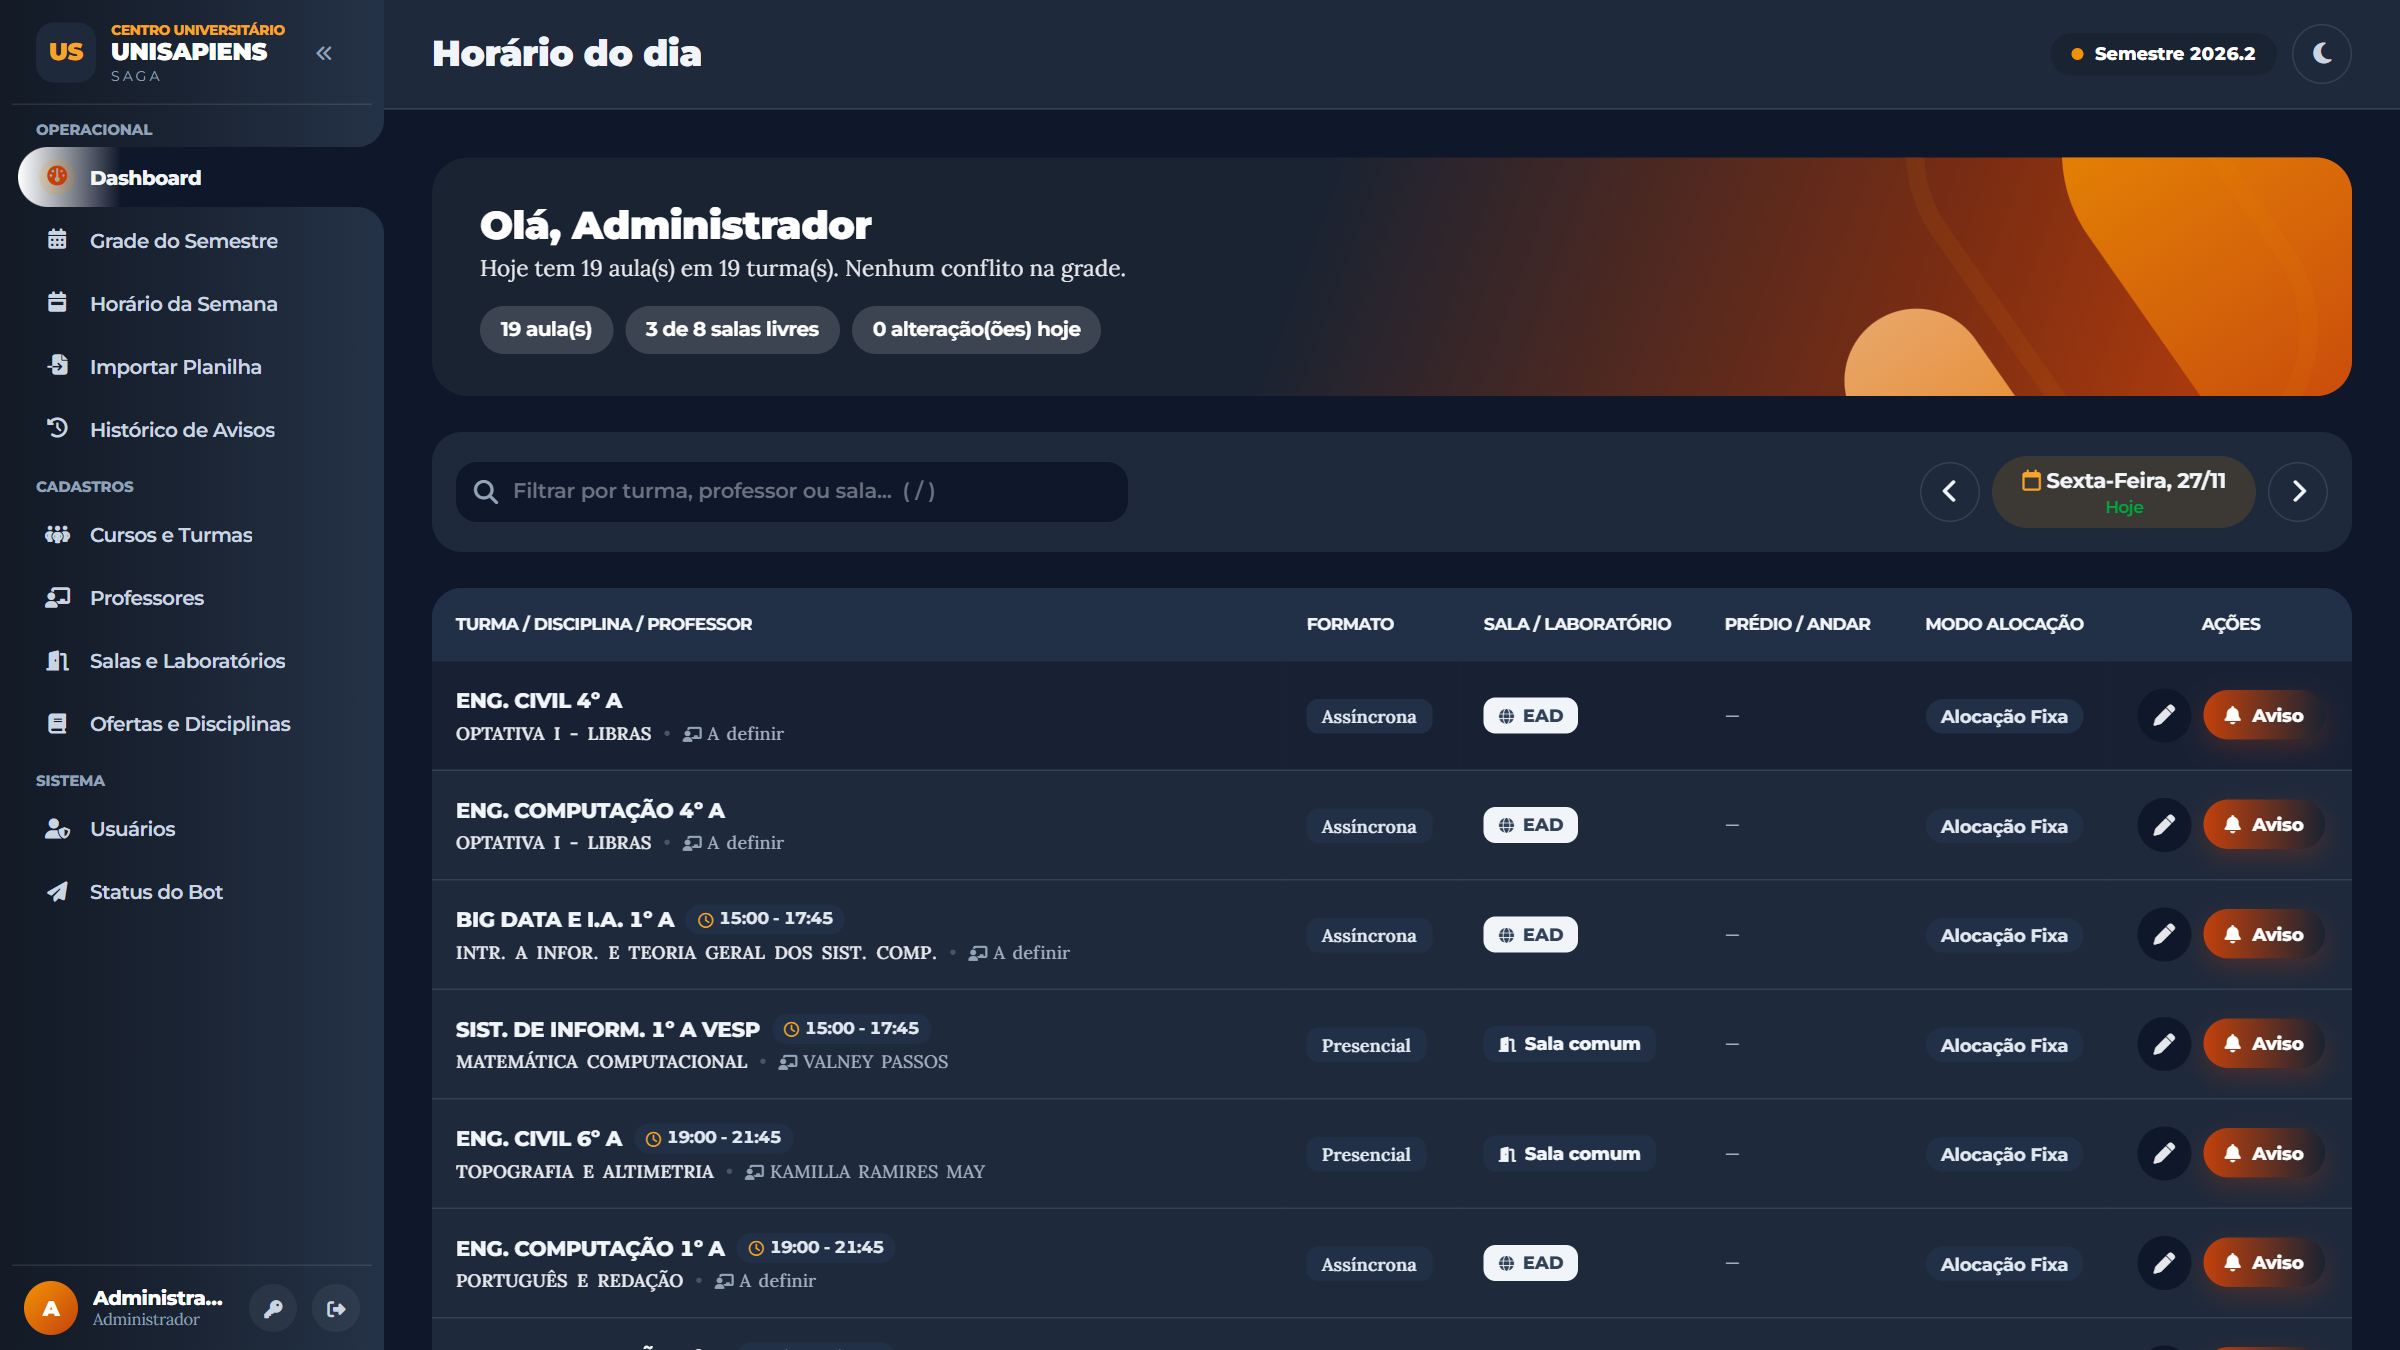 US
CENTRO UNIVERSITÁRIO
UNISAPIENS
SAGA
OPERACIONAL
Dashboard
Grade do Semestre
Horário da Semana
Importar Planilha
Histórico de Avisos
CADASTROS
Cursos e Turmas
Professores
Salas e Laboratórios
Ofertas e Disciplinas
SISTEMA
Usuários
Status do Bot
A
Administra...
Administrador
Horário do dia
Semestre 2026.2
Olá, Administrador
Hoje tem 19 aula(s) em 19 turma(s). Nenhum conflito na grade.
19 aula(s) 3 de 8 salas livres 0 alteração(ões) hoje
Filtrar por turma, professor ou sala... ( / )
Sexta-Feira, 27/11
Hoje
TURMA / DISCIPLINA / PROFESSOR FORMATO SALA / LABORATÓRIO PRÉDIO / ANDAR MODO ALOCAÇÃO AÇÕES
ENG. CIVIL 4º A
OPTATIVA I - LIBRAS • A definir
Assíncrona EAD — Alocação Fixa Aviso
ENG. COMPUTAÇÃO 4º A
OPTATIVA I - LIBRAS • A definir
Assíncrona EAD — Alocação Fixa Aviso
BIG DATA E I.A. 1º A 15:00 - 17:45
INTR. A INFOR. E TEORIA GERAL DOS SIST. COMP. • A definir
Assíncrona EAD — Alocação Fixa Aviso
SIST. DE INFORM. 1º A VESP 15:00 - 17:45
MATEMÁTICA COMPUTACIONAL • VALNEY PASSOS
Presencial Sala comum — Alocação Fixa Aviso
ENG. CIVIL 6º A 19:00 - 21:45
TOPOGRAFIA E ALTIMETRIA • KAMILLA RAMIRES MAY
Presencial Sala comum — Alocação Fixa Aviso
ENG. COMPUTAÇÃO 1º A 19:00 - 21:45
PORTUGUÊS E REDAÇÃO • A definir
Assíncrona EAD — Alocação Fixa Aviso